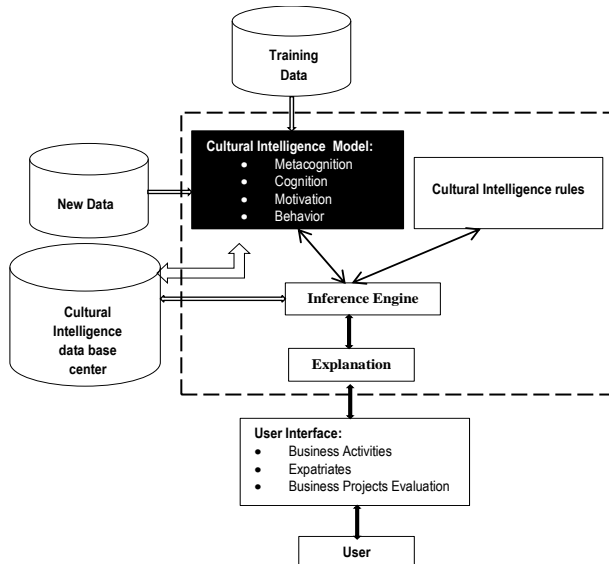 Training
Data
Cultural Intelligence Model:
• Metacognition
• Cognition
• Motivation
• Behavior
Cultural Intelligence rules
New Data
Cultural
Intelligence
data base
center
Inference Engine
Explanation
User Interface:
• Business Activities
• Expatriates
• Business Projects Evaluation
User